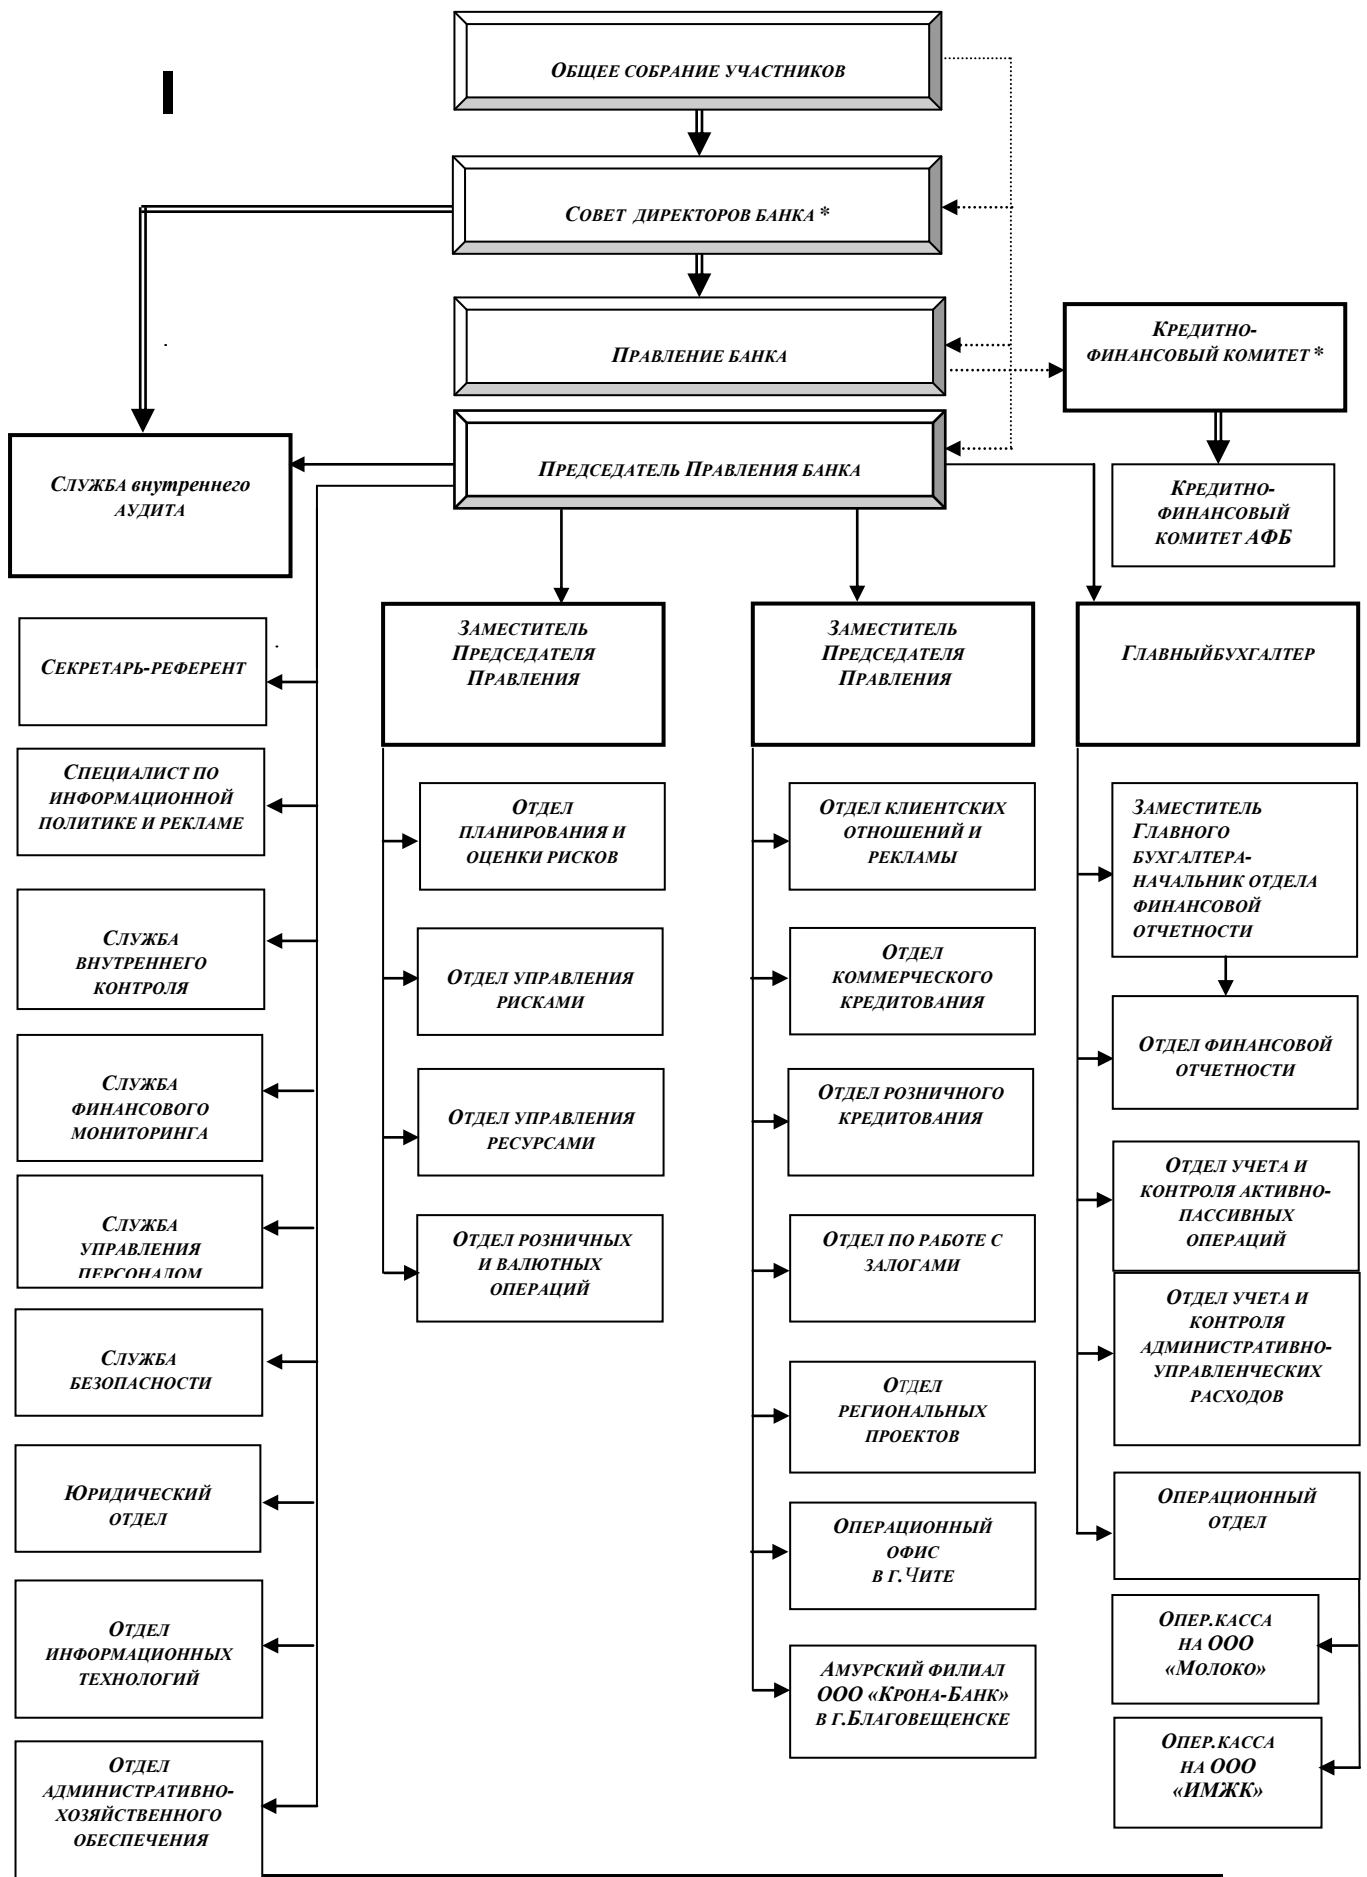 Общее собрание участников
Совет директоров банка *
Правление банка
Кредитно-
финансовый комитет *
Председатель Правления банка
Служба внутреннего
аудита
Кредитно-
финансовый
комитет АФБ
Секретарь-референт
Специалист по
информационной
политике и рекламе
Служба
внутреннего
контроля
Служба
финансового
мониторинга
Служба
управления
персоналом
Служба
безопасности
Юридический
отдел
Отдел
информационных
технологий
Отдел
административно-
хозяйственного
обеспечения
Заместитель
Председателя
Правления
Отдел
планирования и
оценки рисков
Отдел управления
рисками
Отдел управления
ресурсами
Отдел розничных
и валютных
операций
Заместитель
Председателя
Правления
Отдел клиентских
отношений и
рекламы
Отдел
коммерческого
кредитования
Отдел розничного
кредитования
Отдел по работе с
залогами
Отдел
региональных
проектов
Операционный
офис
в г.Чите
Амурский филиал
ООО «Крона-Банк»
в г.Благовещенске
Главныйбухгалтер
Заместитель
Главного
бухгалтера-
начальник отдела
финансовой
отчетности
Отдел финансовой
отчетности
Отдел учета и
контроля активно-
пассивных
операций
Отдел учета и
контроля
административно-
управленческих
расходов
Операционный
отдел
Опер.касса
на ООО
«Молоко»
Опер.касса
на ООО
«ИМЖК»